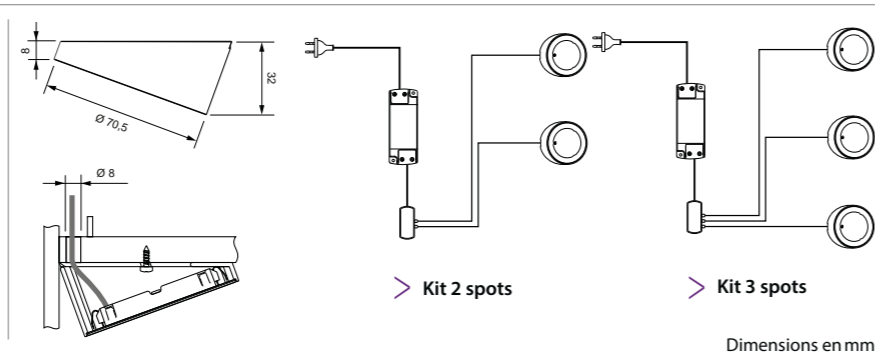 8
32
Ø 70,5
Ø 8
> Kit 2 spots
> Kit 3 spots
Dimensions en mm